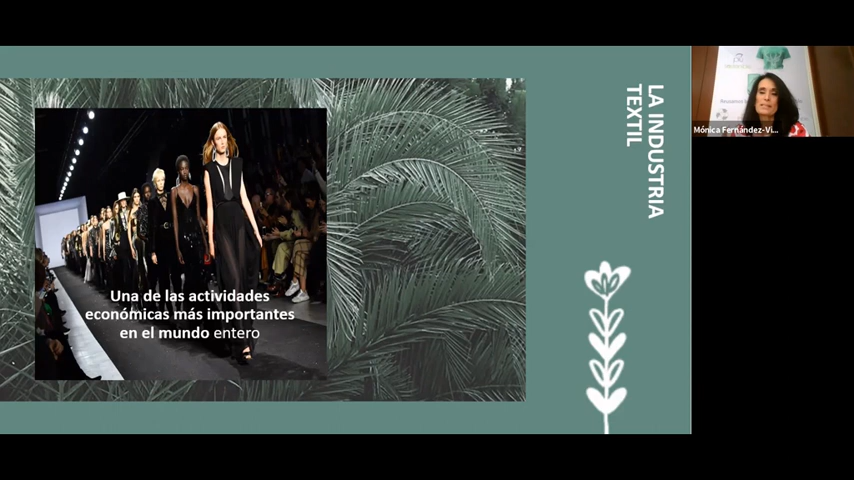 LA INDUSTRIA
TEXTIL
Una de las actividades
económicas más importantes
en el mundo entero
Mónica Fernández-Vi...